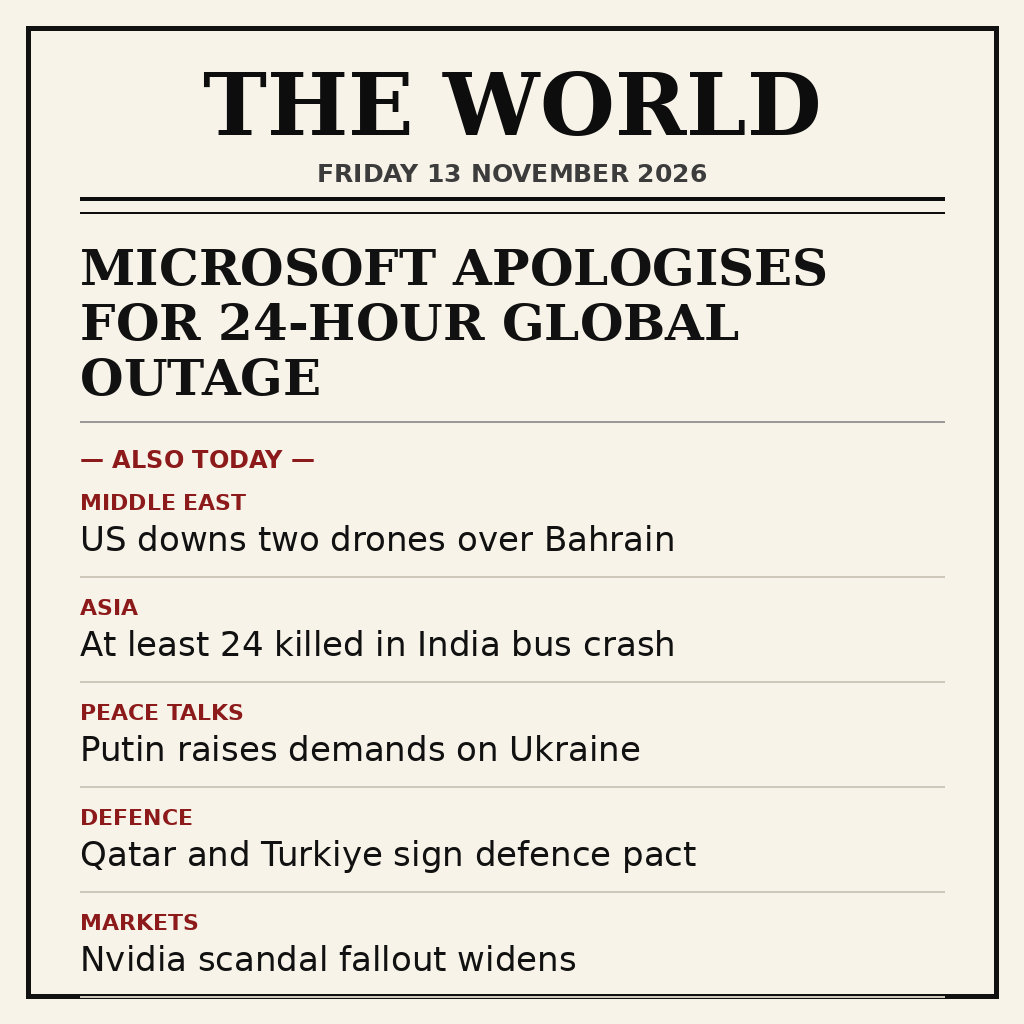 THE WORLD
FRIDAY 13 NOVEMBER 2026
MICROSOFT APOLOGISES
FOR 24-HOUR GLOBAL
OUTAGE
— ALSO TODAY —
MIDDLE EAST
US downs two drones over Bahrain
ASIA
At least 24 killed in India bus crash
PEACE TALKS
Putin raises demands on Ukraine
DEFENCE
Qatar and Turkiye sign defence pact
MARKETS
Nvidia scandal fallout widens